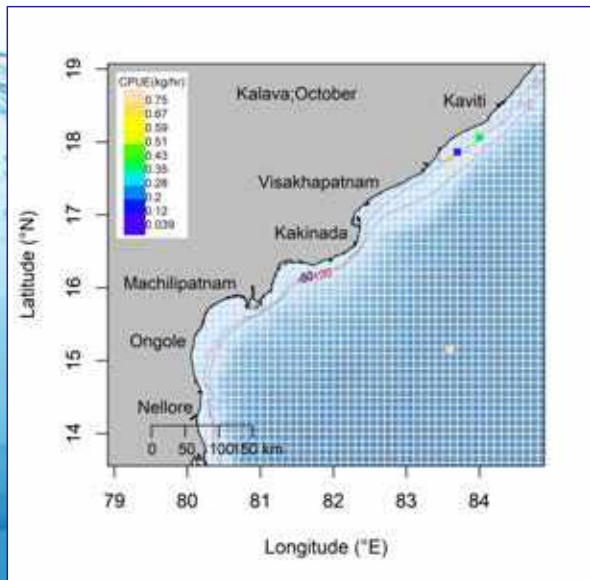 CPUE(kg/hr)
0.75
0.67
0.59
0.51
0.43
0.35
0.28
0.2
0.12
0.039
Kalava;October
Kaviti
Visakhapatnam
Kakinada
Machilipatnam
Ongole
Nellore
0 50 100150 km
19
18
17
16
15
14
Latitude (°N)
79 80 81 82 83 84
Longitude (°E)